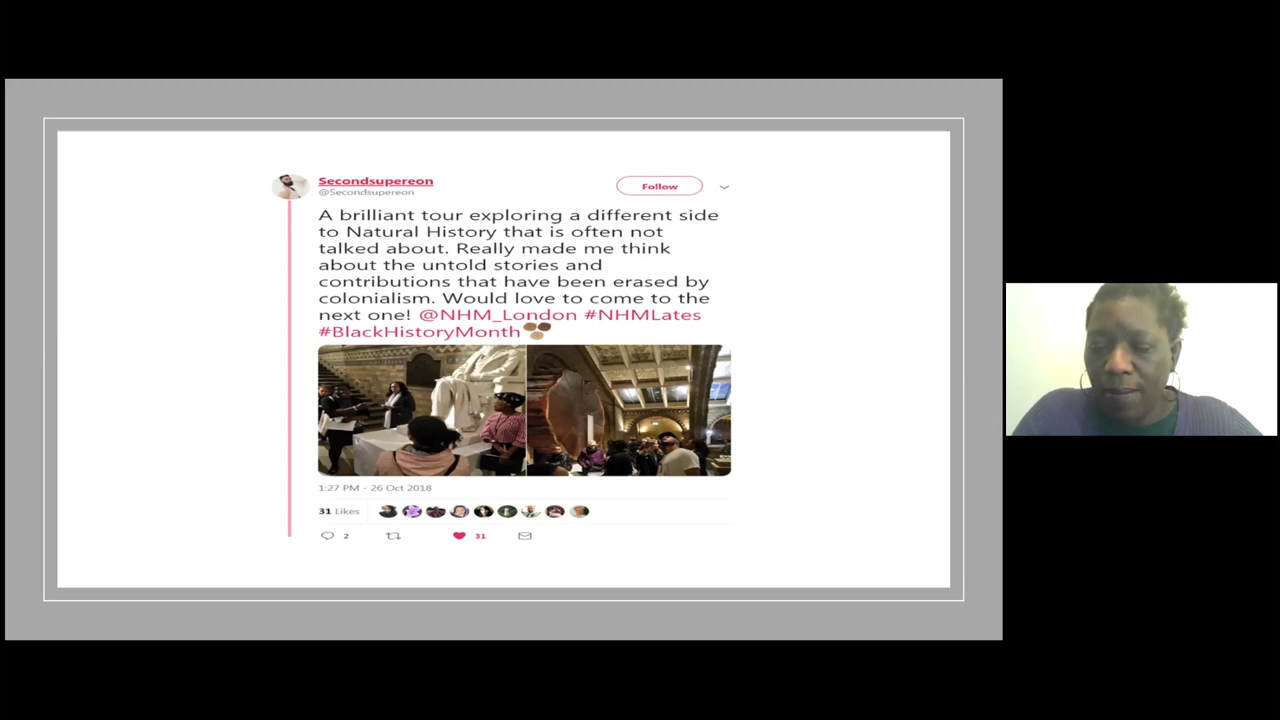 Secondsupereon
@Secondsupereon
Follow
A brilliant tour exploring a different side
to Natural History that is often not
talked about. Really made me think
about the untold stories and
contributions that have been erased by
colonialism. Would love to come to the
next one! @NHM_London #NHMLates
#BlackHistoryMonth
1:27 PM - 26 Oct 2018
31 Likes
2
31